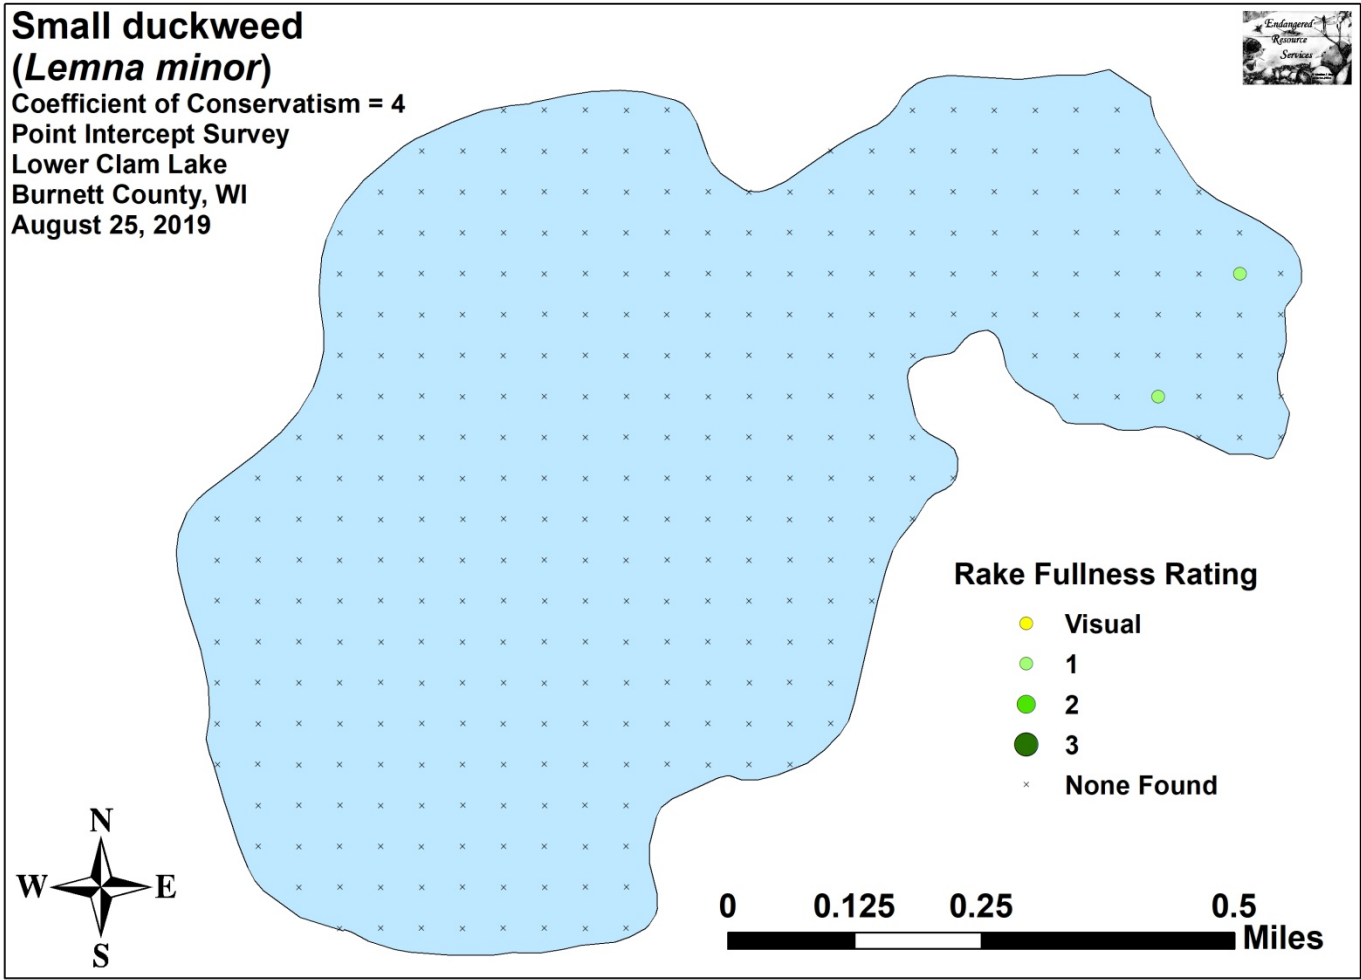 Small duckweed
(Lemna minor)
Coefficient of Conservatism = 4
Point Intercept Survey
Lower Clam Lake
Burnett County, WI
August 25, 2019
Endangered
Resource
Services
Rake Fullness Rating
Visual
1
2
3
None Found
N
W E
S
0 0.125 0.25 0.5
Miles